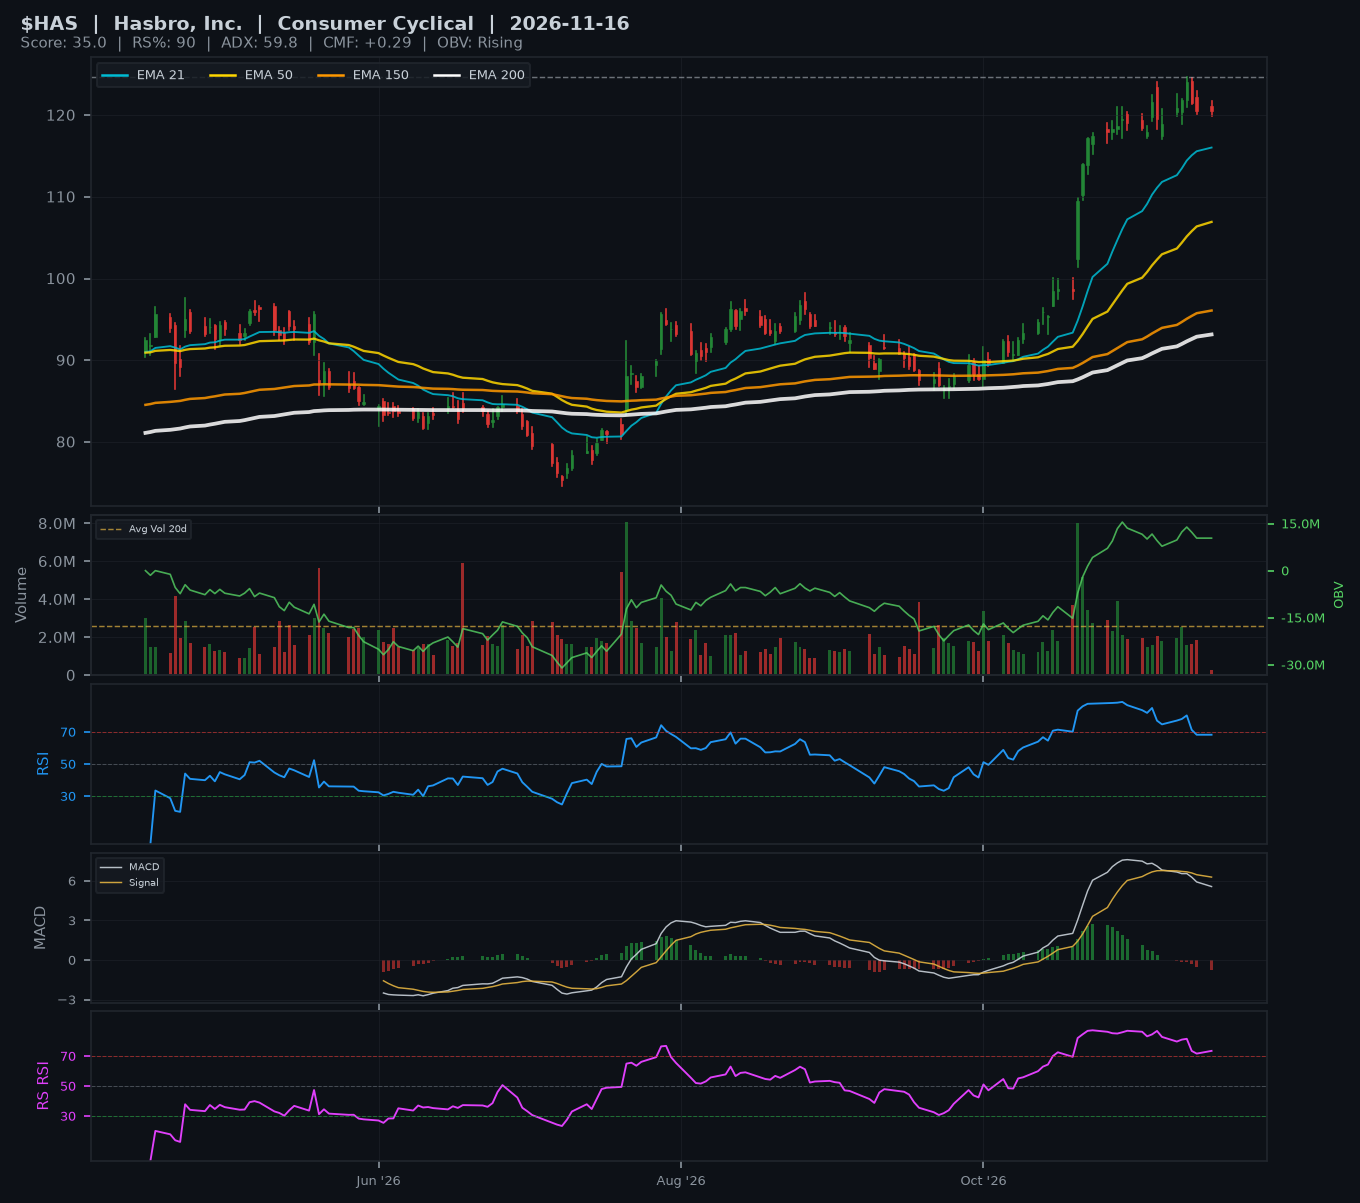 $HAS | Hasbro, Inc. | Consumer Cyclical | 2026-11-16
Score: 35.0 | RS%: 90 | ADX: 59.8 | CMF: +0.29 | OBV: Rising
EMA 21 EMA 50 EMA 150 EMA 200
120
110
100
90
80
Avg Vol 20d
8.0M
6.0M
4.0M
2.0M
0
Volume
15.0M
0
-15.0M
-30.0M
OBV
70
50
30
RSI
MACD
Signal
6
3
0
−3
MACD
70
50
30
RS RSI
Jun '26 Aug '26 Oct '26